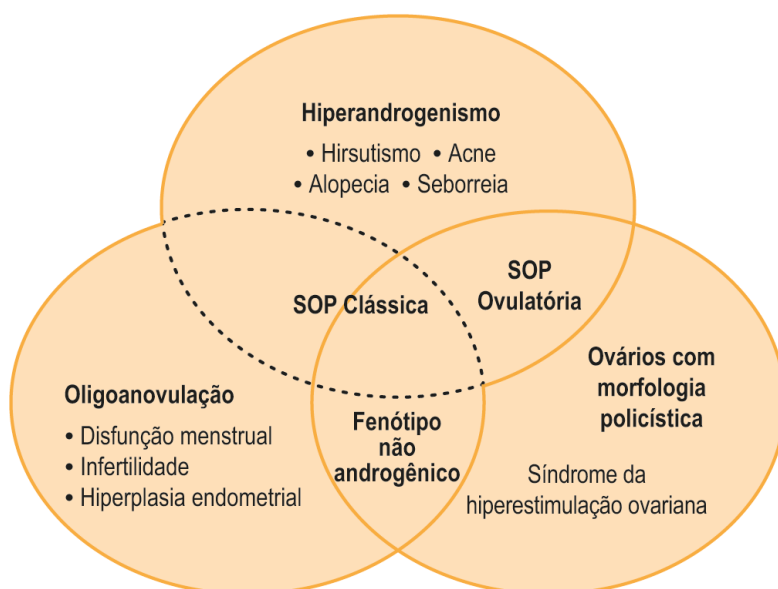 Hiperandrogenismo
• Hirsutismo • Acne
• Alopecia • Seborreia
SOP Clássica
SOP
Ovulatória
Oligoanovulação
• Disfunção menstrual
• Infertilidade
• Hiperplasia endometrial
Fenótipo
não
androgênico
Ovários com
morfologia
policística
Síndrome da
hiperestimulação ovariana